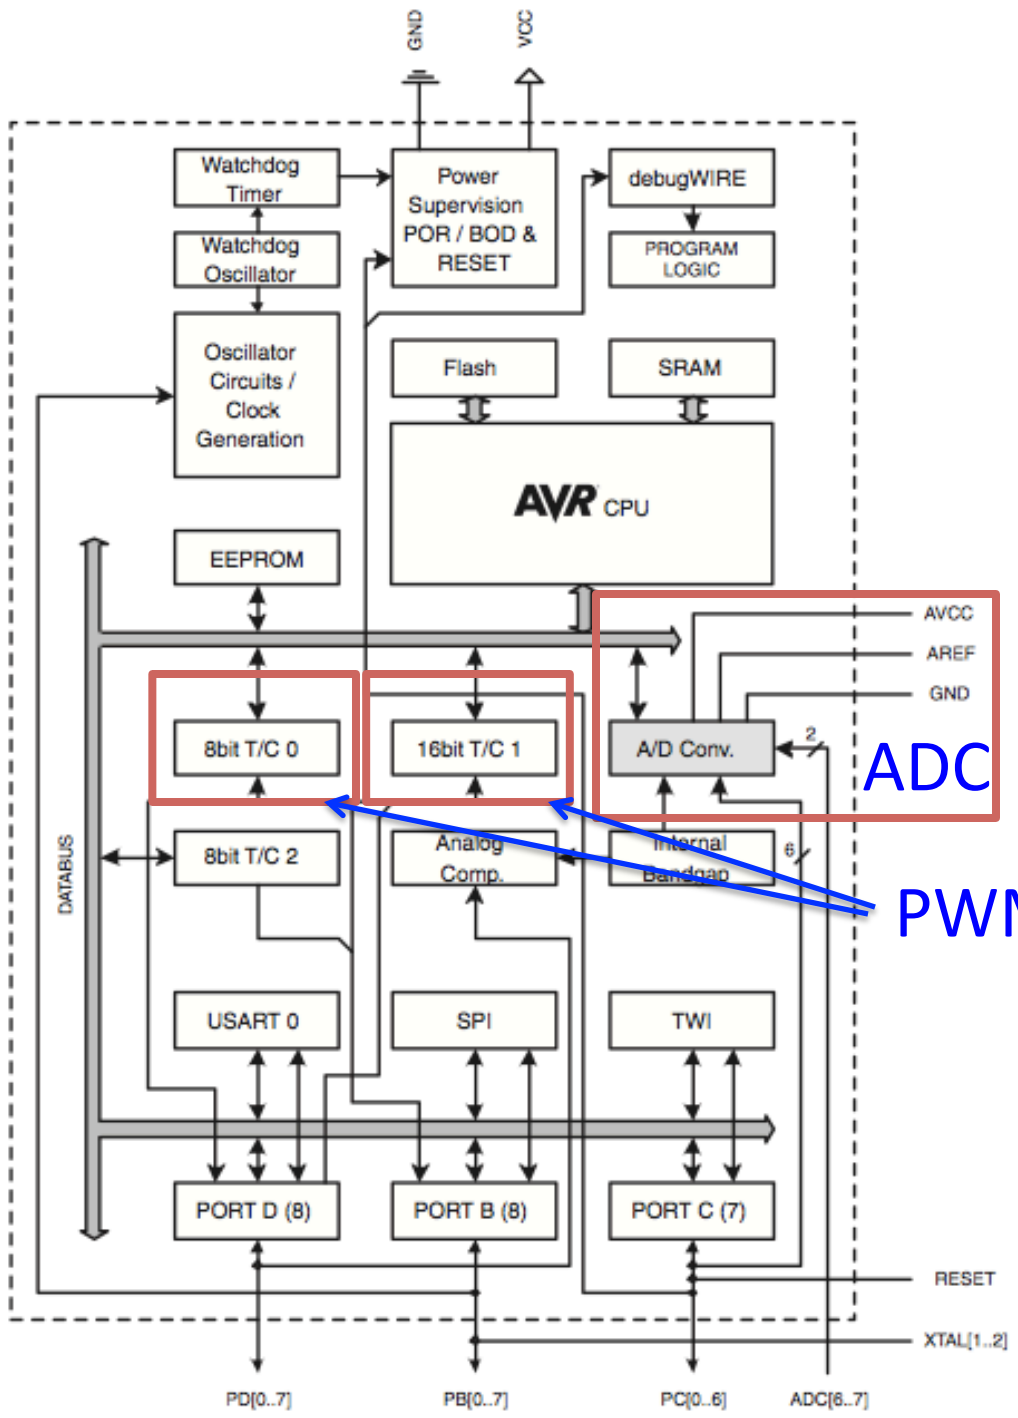 GND
VCC
Watchdog
Timer
Power
Supervision
POR / BOD &
RESET
debugWIRE
Watchdog
Oscillator
PROGRAM
LOGIC
Oscillator
Circuits /
Clock
Generation
Flash
SRAM
AVR CPU
EEPROM
AVCC
AREF
GND
8bit T/C 0
16bit T/C 1
A/D Conv.
2
ADC
DATABUS
8bit T/C 2
Analog
Comp.
Internal
Bandgap
6
PWM
USART 0
SPI
TWI
PORT D (8)
PORT B (8)
PORT C (7)
RESET
XTAL[1..2]
PD[0..7]
PB[0..7]
PC[0..6]
ADC[6..7]